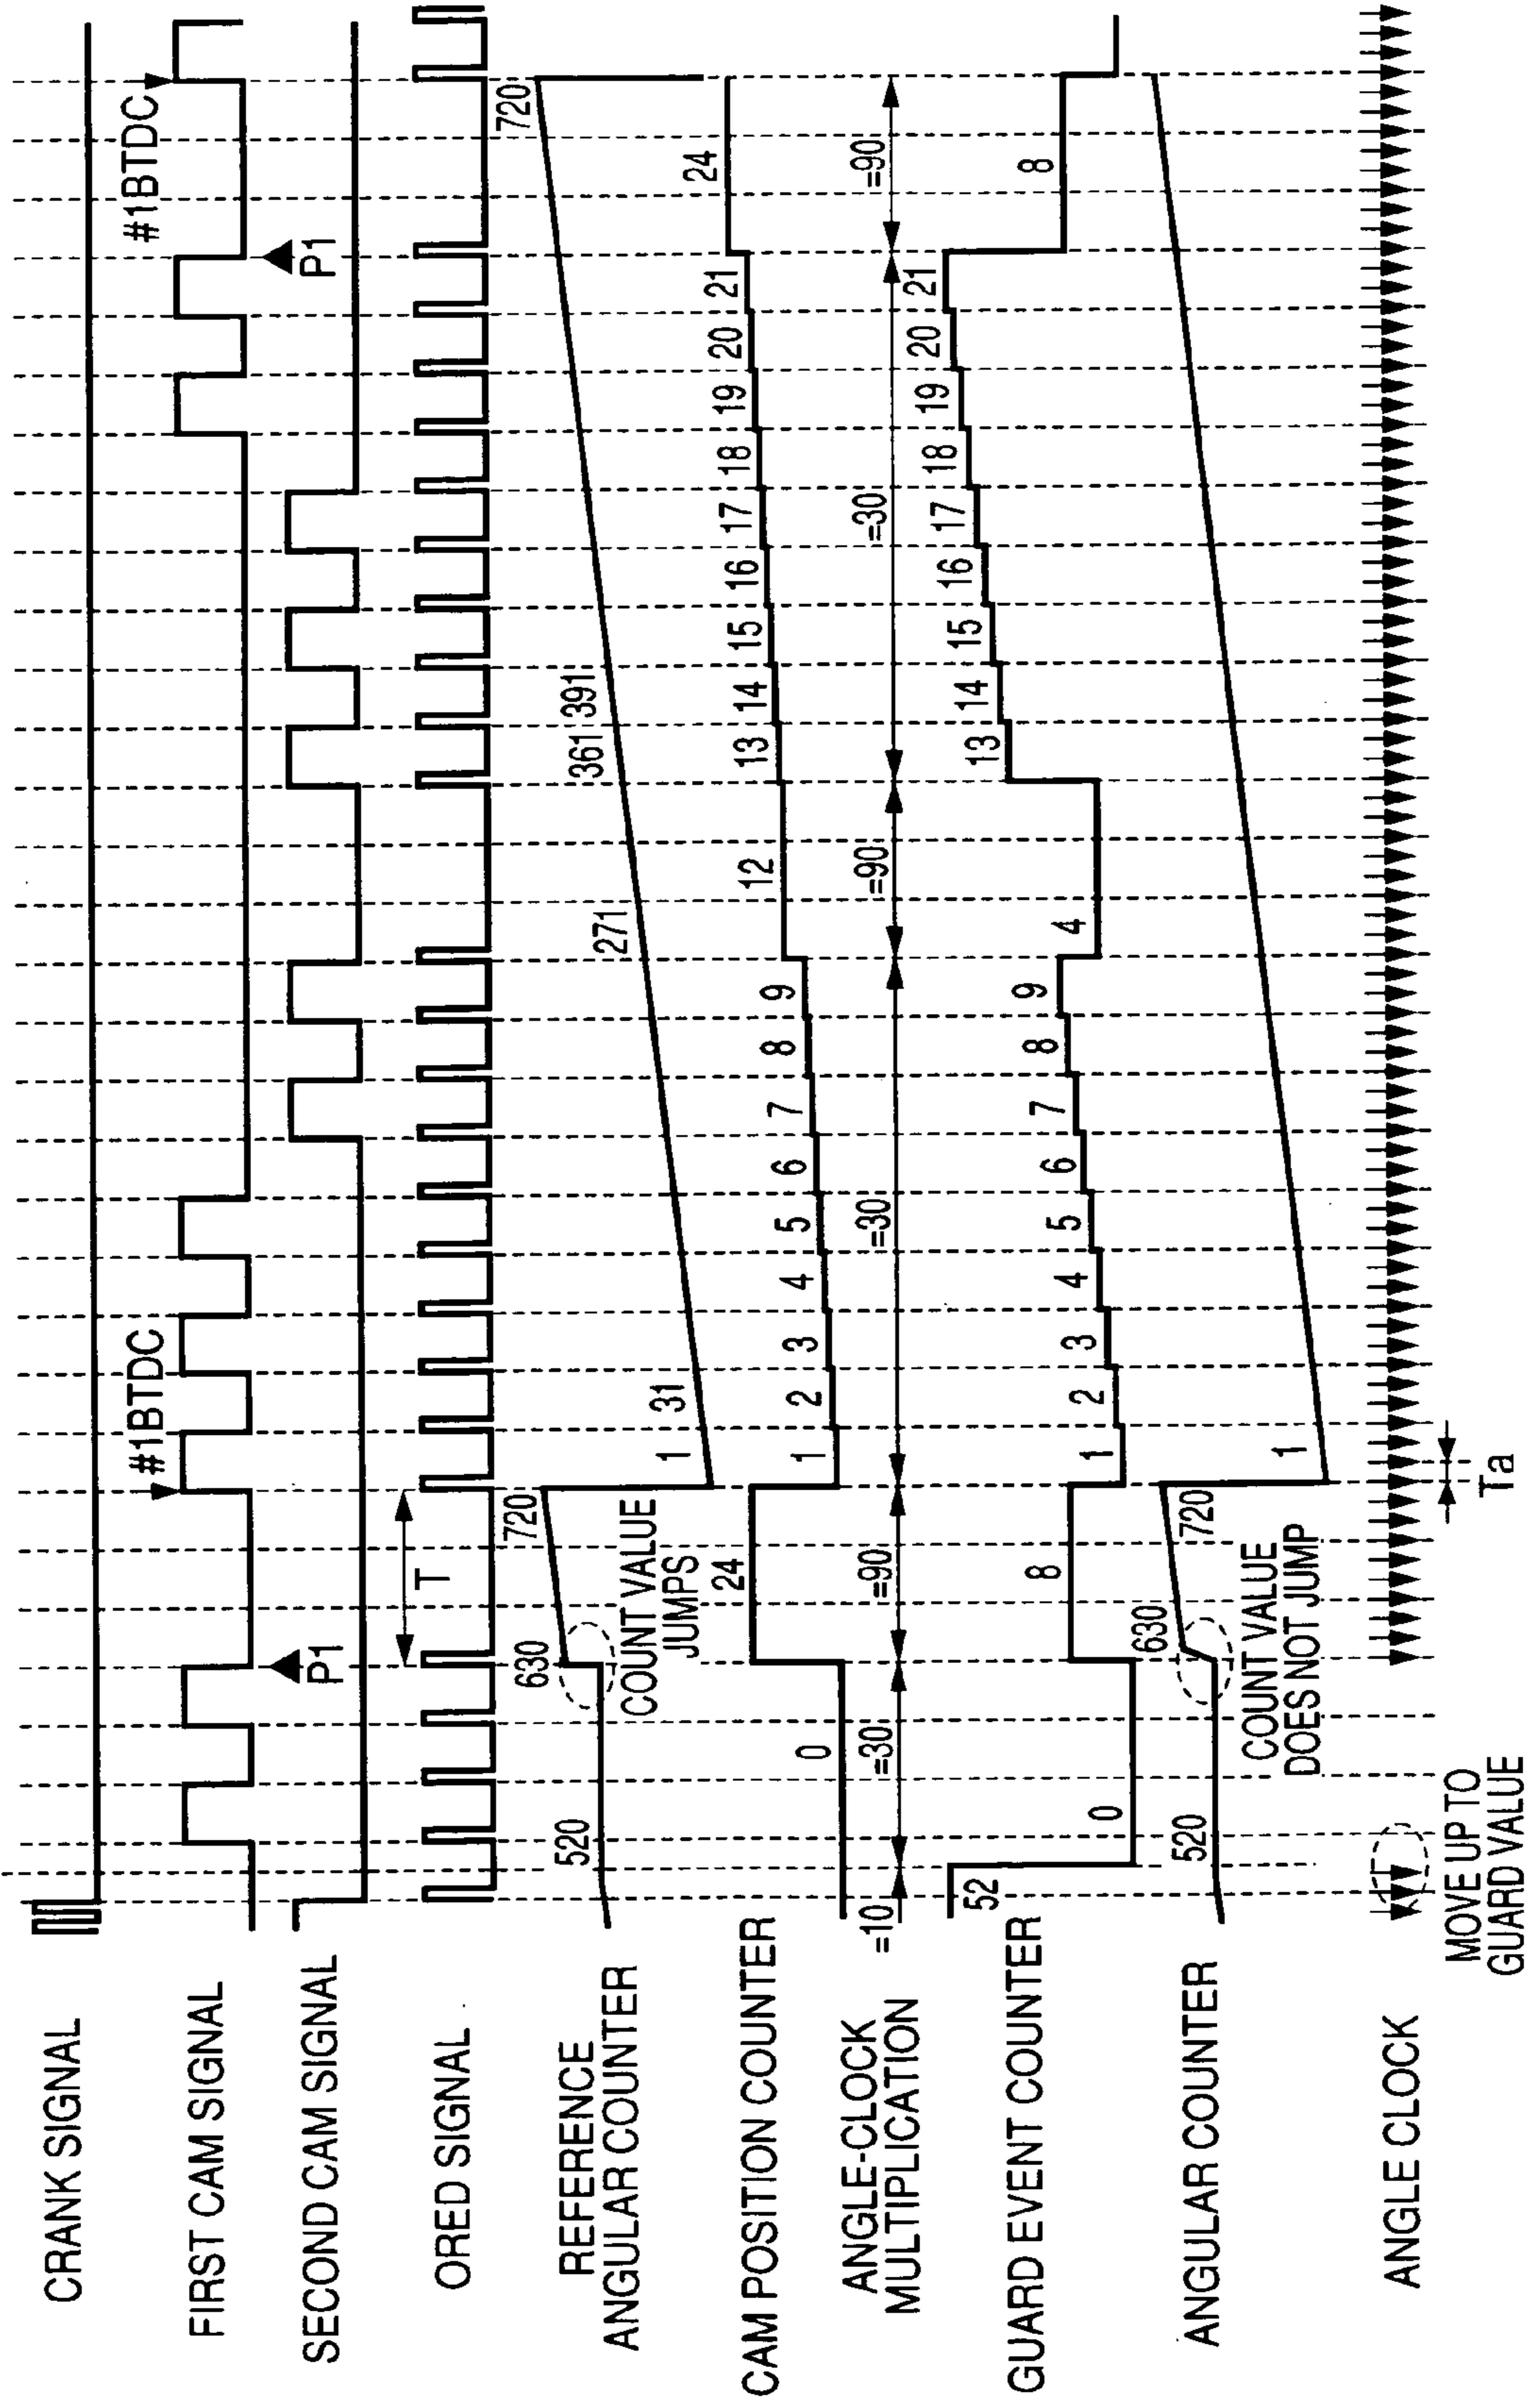 CRANK SIGNAL
FIRST CAM SIGNAL
#1BTDC
#1BTDC
SECOND CAM SIGNAL
P1
P1
ORED SIGNAL
T
REFERENCE
ANGULAR COUNTER
520
630
720
1
31
271
361
391
720
COUNT VALUE
JUMPS
CAM POSITION COUNTER
0
24
1
2
3
4
5
6
7
8
9
12
13
14
15
16
17
18
19
20
21
24
ANGLE-CLOCK
MULTIPLICATION
=10
=30
=90
=30
=90
=30
=90
GUARD EVENT COUNTER
52
0
8
1
2
3
4
5
6
7
8
9
4
13
14
15
16
17
18
19
20
21
8
ANGULAR COUNTER
520
630
720
1
COUNT VALUE
DOES NOT JUMP
ANGLE CLOCK
MOVE UP TO
GUARD VALUE
Ta